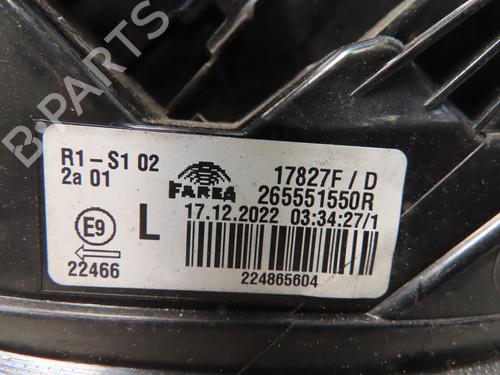 R1-S1 02
2a 01
FAREA
17827F / D
265551550R
17.12.2022 03:34:27/1
E9
L
22466
224865604
B-PARTS